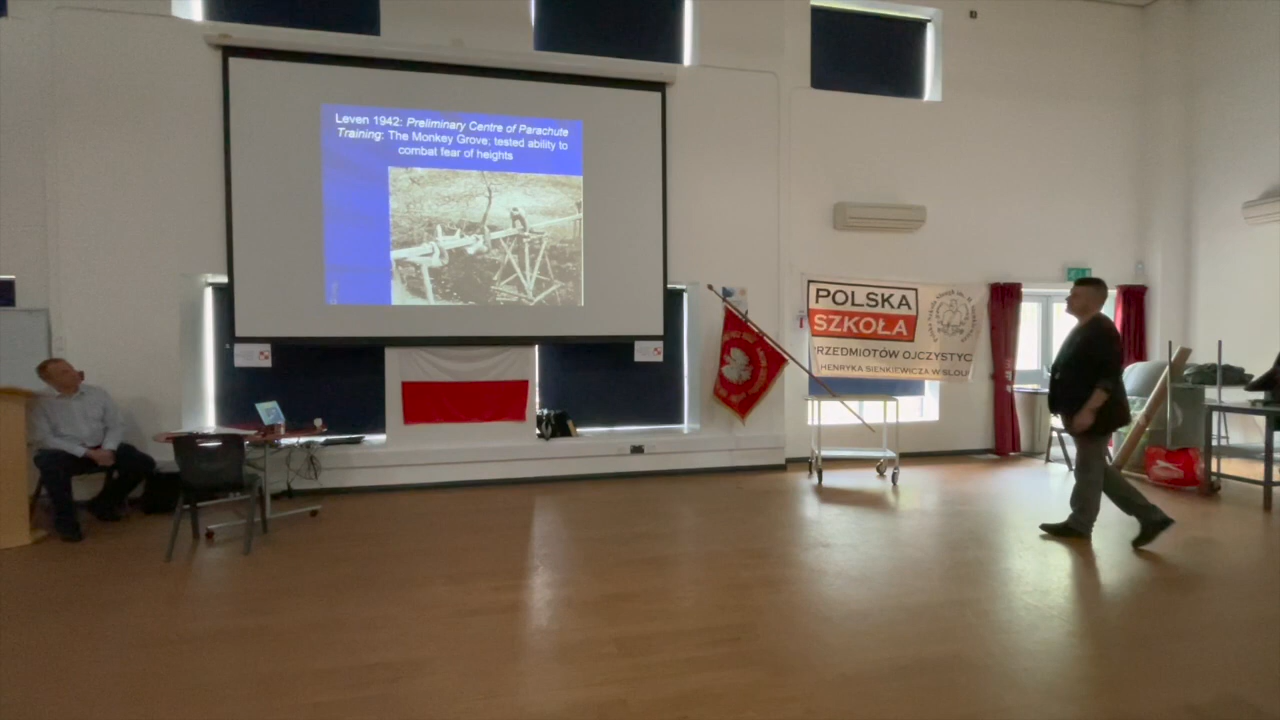 Leven 1942: Preliminary Centre of Parachute
Training: The Monkey Grove; tested ability to
combat fear of heights
POLSKA
SZKOŁA
PRZEDMIOTÓW OJCZYSTYC
HENRYKA SIENKIEWICZA W SLOU